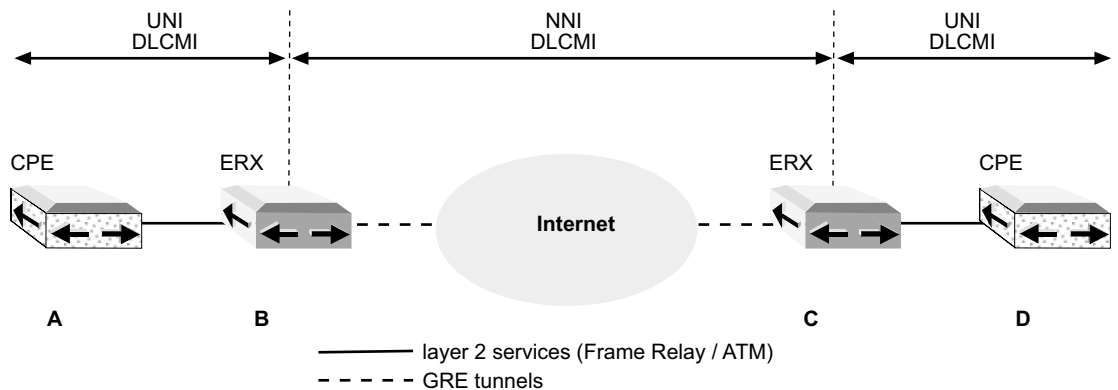 UNI
DLCMI
NNI
DLCMI
UNI
DLCMI
CPE
ERX
ERX
CPE
Internet
A
B
C
D
layer 2 services (Frame Relay / ATM)
GRE tunnels